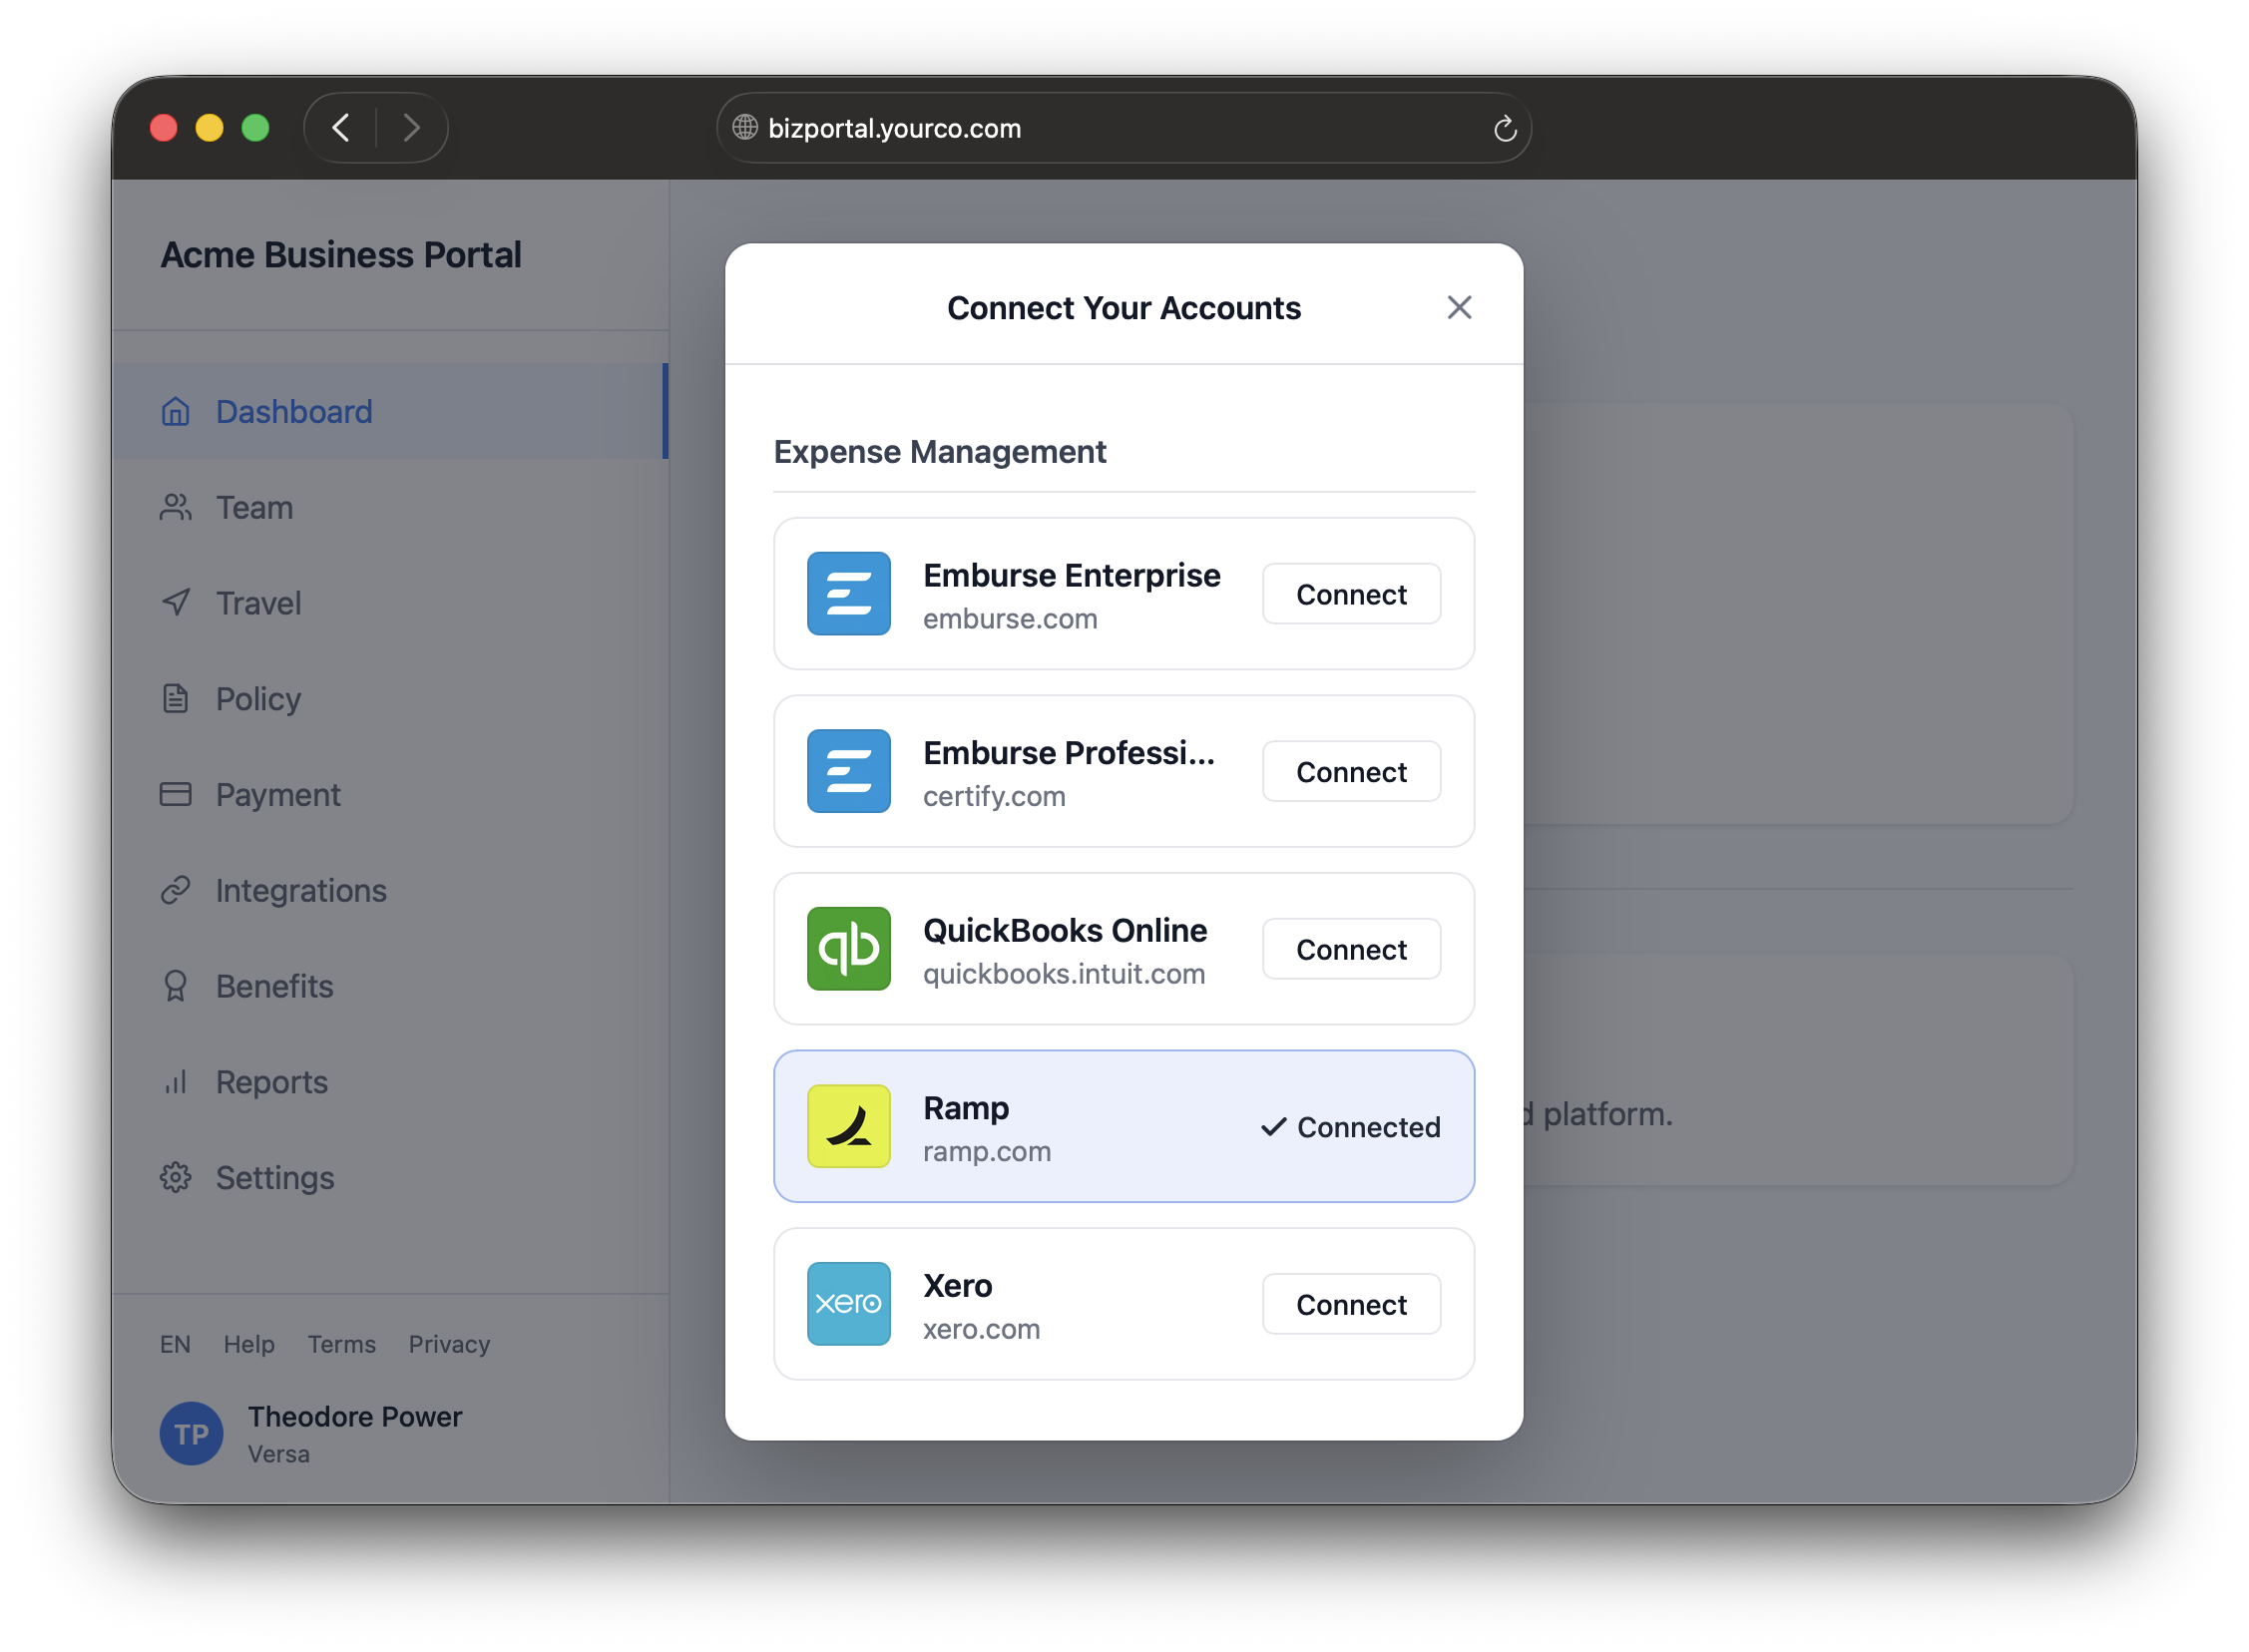 bizportal.yourco.com
Acme Business Portal
Dashboard
Team
Travel
Policy
Payment
Integrations
Benefits
Reports
Settings
EN Help Terms Privacy
TP
Theodore Power
Versa
Connect Your Accounts
Expense Management
Emburse Enterprise
emburse.com
Connect
Emburse Professi...
certify.com
Connect
qb
QuickBooks Online
quickbooks.intuit.com
Connect
Ramp
ramp.com
Connected
xero
Xero
xero.com
Connect
platform.